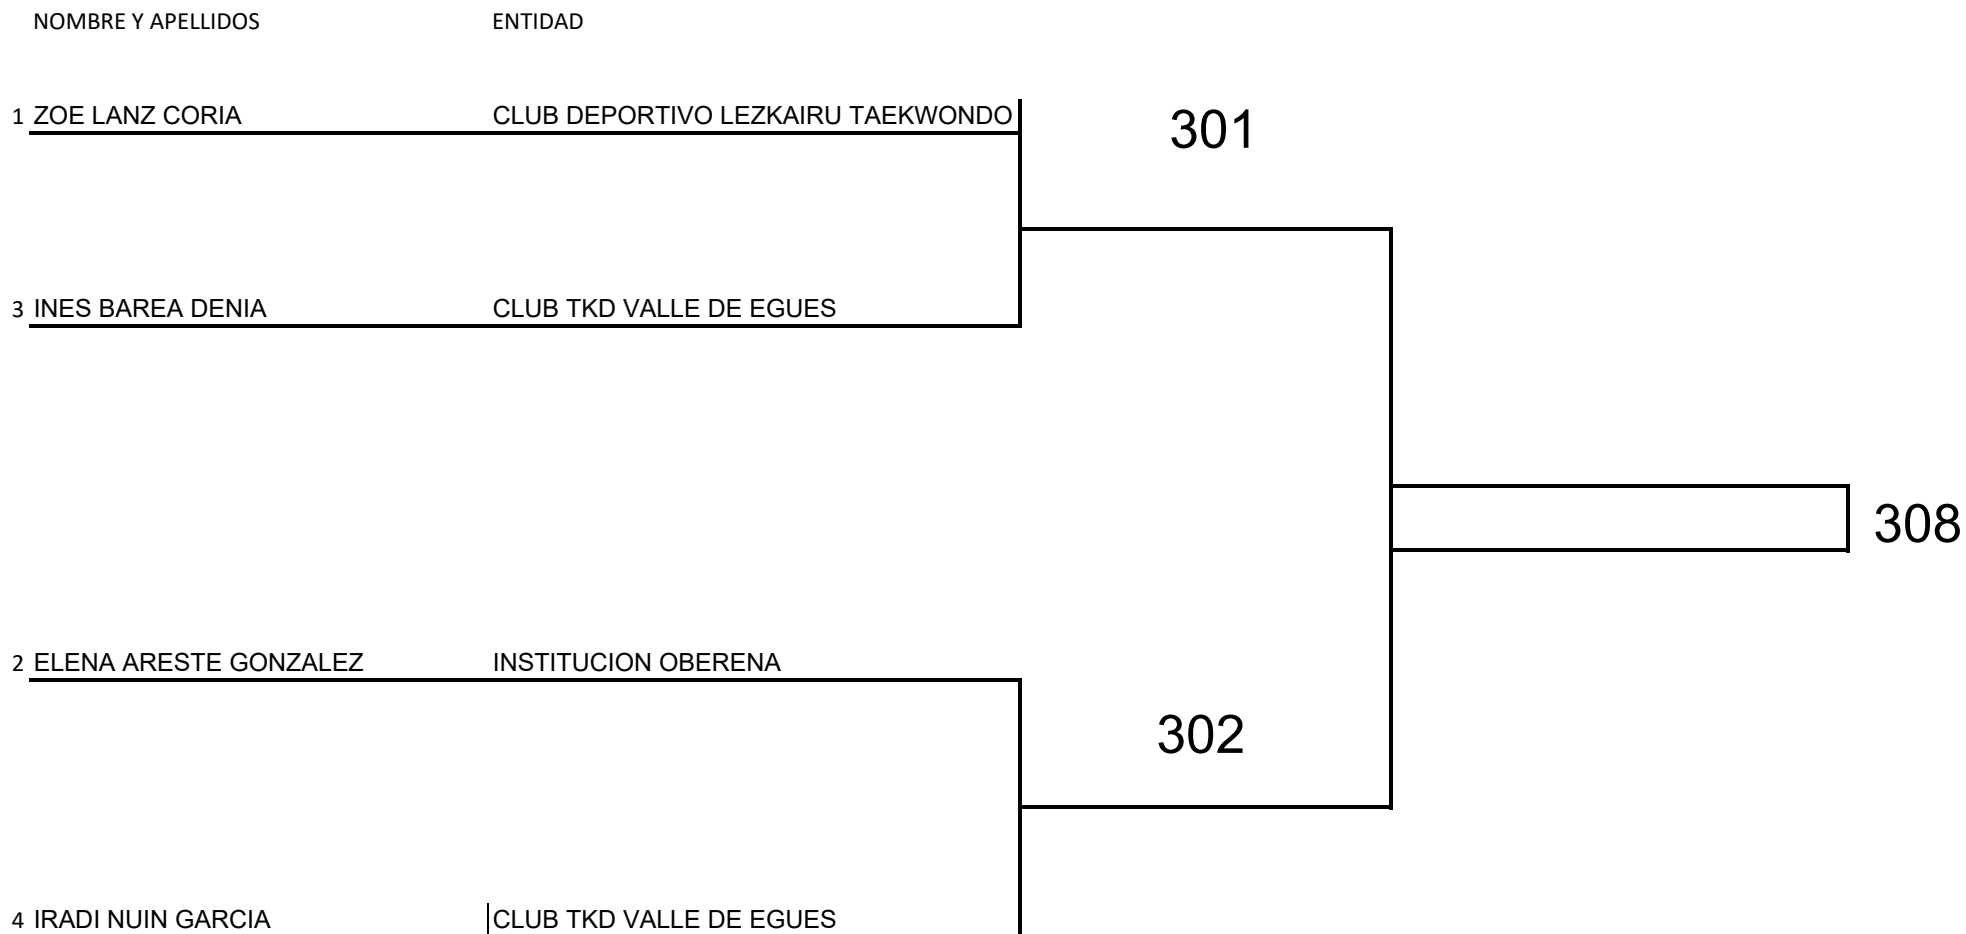 NOMBRE Y APELLIDOS ENTIDAD
1 ZOE LANZ CORIA CLUB DEPORTIVO LEZKAIRU TAEKWONDO
301
3 INES BAREA DENIA CLUB TKD VALLE DE EGUES
308
2 ELENA ARESTE GONZALEZ INSTITUCION OBERENA
302
4 IRADI NUIN GARCIA CLUB TKD VALLE DE EGUES